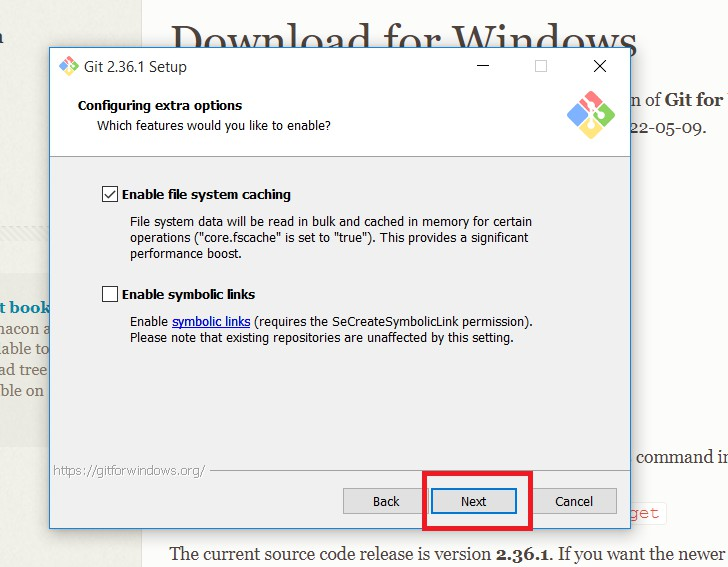 Download for Windows
Git 2.36.1 Setup
Configuring extra options
Which features would you like to enable?
n of Git for
22-05-09.
Enable file system caching
File system data will be read in bulk and cached in memory for certain
operations ("core.fscache" is set to "true"). This provides a significant
performance boost.
Enable symbolic links
Enable symbolic links (requires the SeCreateSymbolicLink permission).
Please note that existing repositories are unaffected by this setting.
t book
nacon a
lable to
ad tree
ble on
https://gitforwindows.org/
command in
Back
Next
Cancel
get
The current source code release is version 2.36.1. If you want the newer